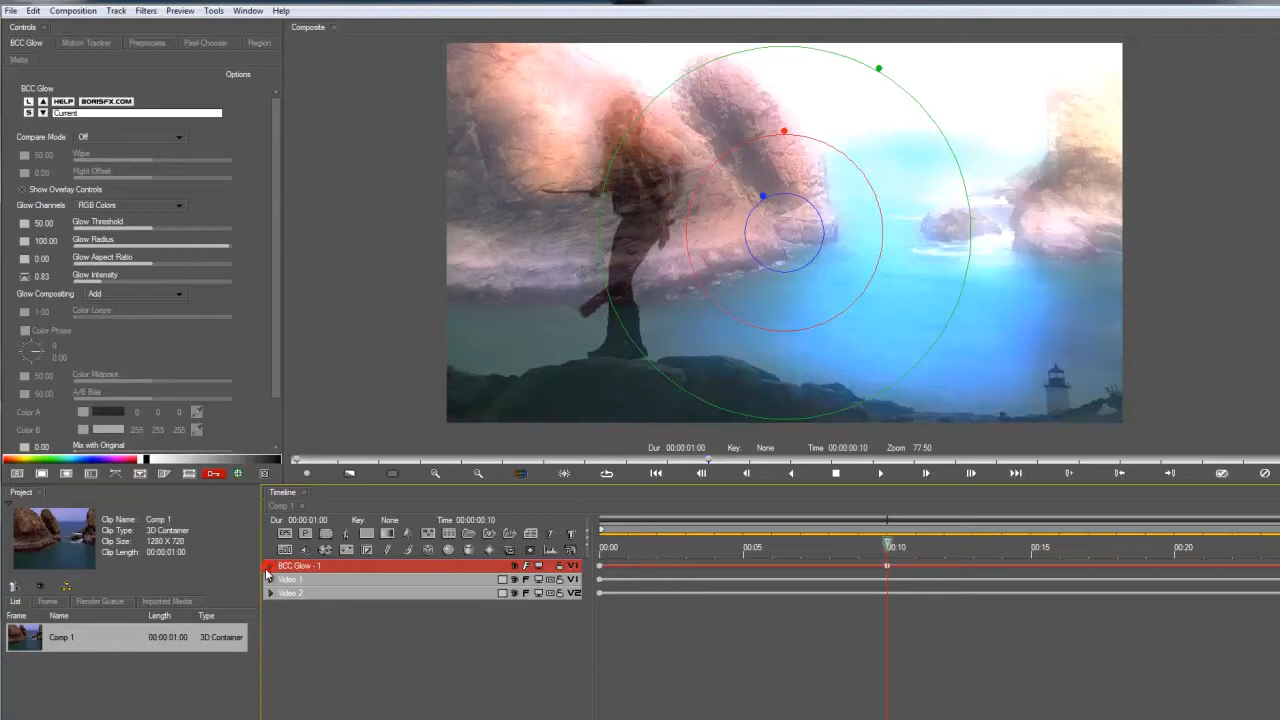 File Edit Composition Track Filters Preview Tools Window Help
Controls
BCC Glow Motion Tracker Preprocess Pixel Chooser Region
Matte
Options
BCC Glow
L HELP BORISFX.COM
S Current
Compare Mode: Off
50.00 Wipe
0.00 Right Offset
Show Overlay Controls
Glow Channels: RGB Colors
50.00 Glow Threshold
100.00 Glow Radius
0.00 Glow Aspect Ratio
0.83 Glow Intensity
Glow Compositing: Add
1.00 Color Loops
Color Phase
0
0.00
50.00 Color Midpoint
50.00 A/B Bias
Color A 0 0 0
Color B 255 255 255
0.00 Mix with Original
Composite
Dur 00:00:01:00 Key. None Time 00:00:00:10 Zoom 77.50
Project
Clip Name: Comp 1
Clip Type: 3D Container
Clip Size: 1280 X 720
Clip Length: 00:00:01:00
List Frame Render Queue Imported Media
Frame Name Length Type
Comp 1 00:00:01:00 3D Container
Timeline
Comp 1
Dur 00:00:01:00 Key. None Time 00:00:00:10
00:00 00:05 00:10 00:15 00:20
BCC Glow - 1 F V1
Video 1 F V1
Video 2 F V2